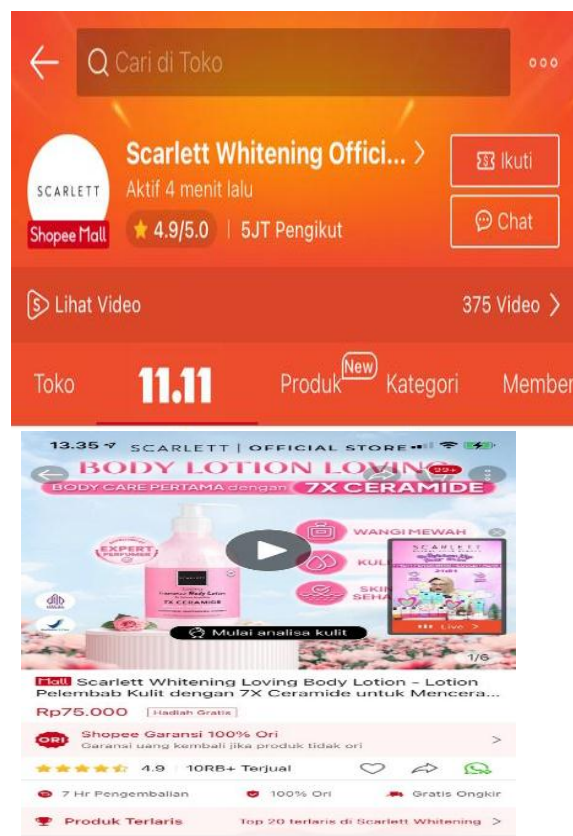 Cari di Toko
Scarlett Whitening Offici...
Ikuti
SCARLETT
Aktif 4 menit lalu
Shopee Mall
4.9/5.0 | 5JT Pengikut
Chat
Lihat Video
375 Video
Toko
11.11
Produk
New
Kategori
Member
13.35
SCARLETT | OFFICIAL STORE
BODY LOTION LOVING
99+
BODY CARE PERTAMA dengan 7X CERAMIDE
EXPERT
WANGI MEWAH
SCARLETT
Body Lotion
7X CERAMIDE
Live
Mulai analisa kulit
1/6
Mall Scarlett Whitening Loving Body Lotion - Lotion
Pelembab Kulit dengan 7X Ceramide untuk Mencera...
Rp75.000
Hadiah Gratis
ORI
Shopee Garansi 100% Ori
Garansi uang kembali jika produk tidak ori
4.9
10RB+ Terjual
7 Hr Pengembalian
100% Ori
Gratis Ongkir
Produk Terlaris
Top 20 terlaris di Scarlett Whitening